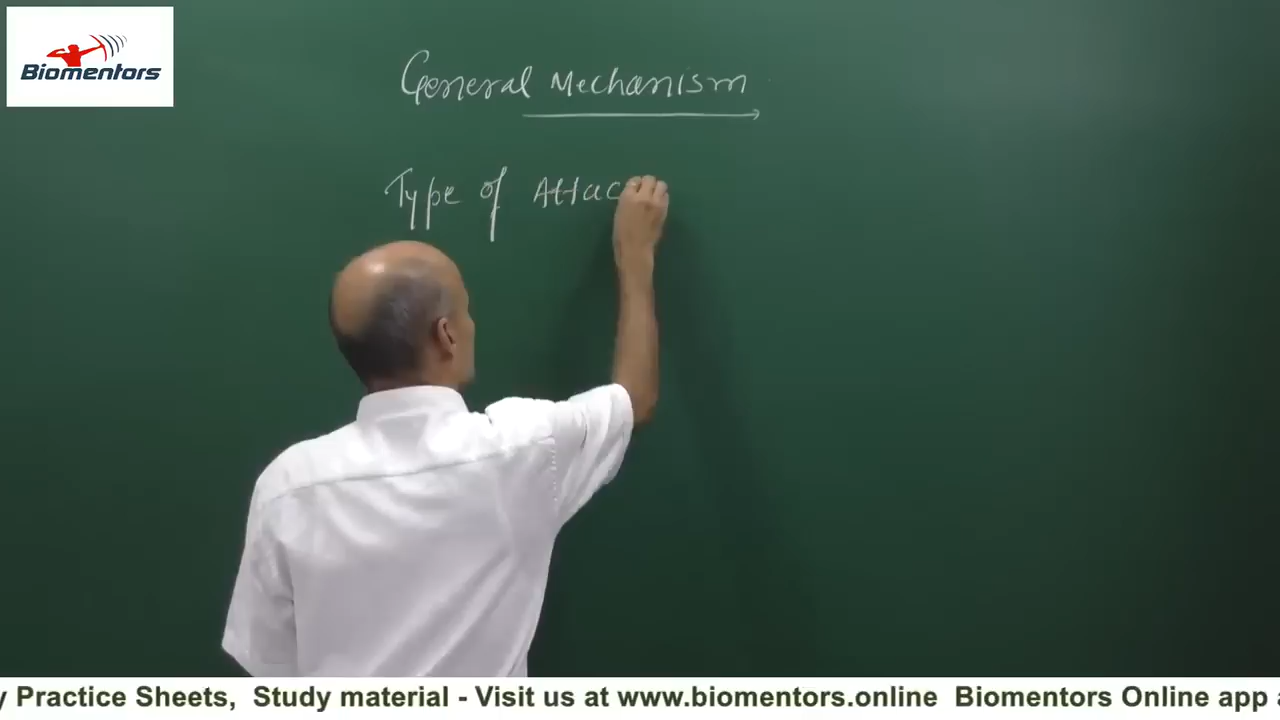 Biomentors
General Mechanism
Type of Attac
y Practice Sheets, Study material - Visit us at www.biomentors.online Biomentors Online app a